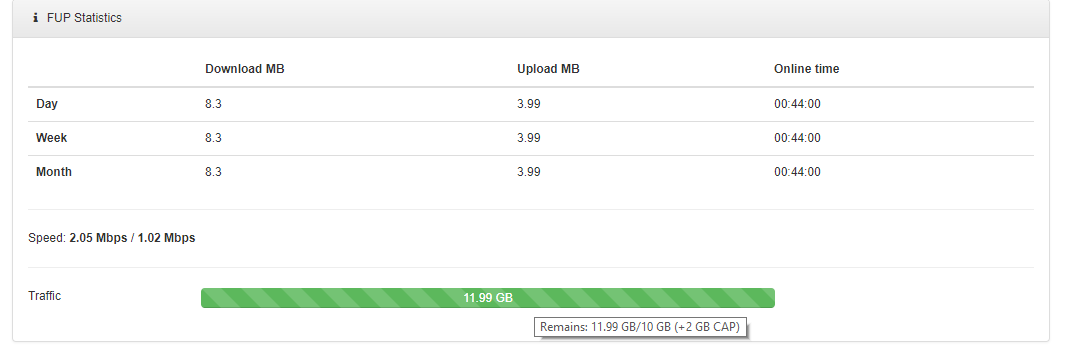 FUP Statistics
Download MB Upload MB Online time
Day 8.3 3.99 00:44:00
Week 8.3 3.99 00:44:00
Month 8.3 3.99 00:44:00
Speed: 2.05 Mbps / 1.02 Mbps
Traffic 11.99 GB
Remains: 11.99 GB/10 GB (+2 GB CAP)